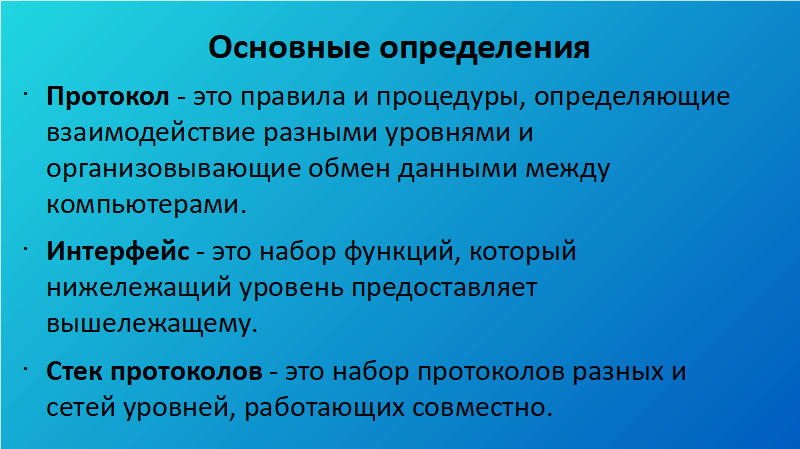 Основные определения
Протокол - это правила и процедуры, определяющие
взаимодействие разными уровнями и
организовывающие обмен данными между
компьютерами.
Интерфейс - это набор функций, который
нижележащий уровень предоставляет
вышележащему.
Стек протоколов - это набор протоколов разных и
сетей уровней, работающих совместно.